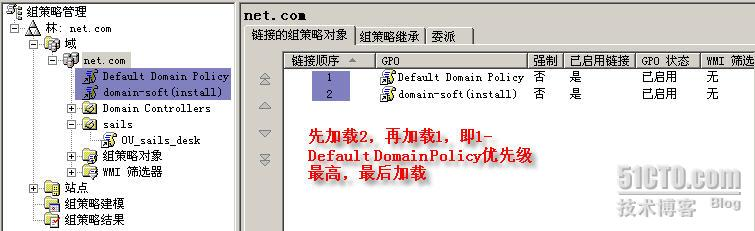 组策略管理
林: net.com
域
net.com
Default Domain Policy
domain-soft(install)
Domain Controllers
sails
OU_sails_desk
组策略对象
WMI 筛选器
站点
组策略建模
组策略结果
net.com
链接的组策略对象 组策略继承 委派
链接顺序 GPO 强制 已启用链接 GPO 状态 WMI 筛选
1 Default Domain Policy 否 是 已启用 无
2 domain-soft(install) 否 是 已启用 无
先加载2，再加载1，即1-
Default DomainPolicy优先级
最高，最后加载
51CTO.com
技术博客 Blog